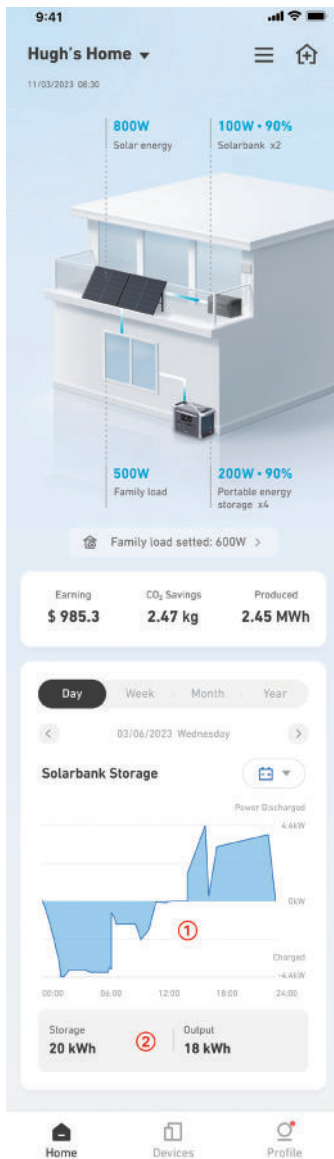 9:41
Hugh's Home
11/03/2023 08:30
800W
Solar energy
100W • 90%
Solarbank x2
500W
Family load
200W • 90%
Portable energy
storage x4
Family load setted: 600W >
Earning
$ 985.3
CO₂ Savings
2.47 kg
Produced
2.45 MWh
Day Week Month Year
< 03/06/2023 Wednesday >
Solarbank Storage
Power Discharged
4.4kW
0kW
①
Charged
-4.4kW
00:00 06:00 12:00 18:00 24:00
Storage
20 kWh
②
Output
18 kWh
Home Devices Profile